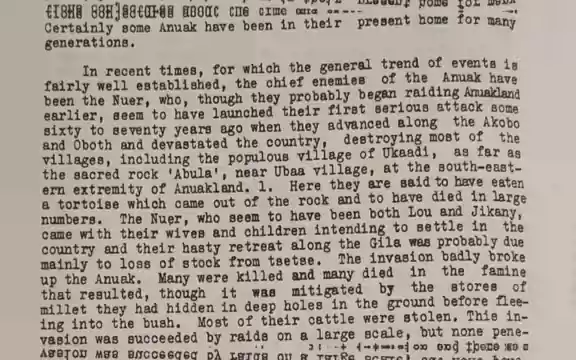 Certainly some Anuak have been in their present home for many
generations.
In recent times, for which the general trend of events is
fairly well established, the chief enemies of the Anuak have
been the Nuer, who, though they probably began raiding Anuakland
earlier, seem to have launched their first serious attack some
sixty to seventy years ago when they advanced along the Akobo
and Oboth and devastated the country, destroying most of the
villages, including the populous village of Ukaadi, as far as
the sacred rock 'Abula', near Ubaa village, at the south-east-
ern extremity of Anuakland. 1. Here they are said to have eaten
a tortoise which came out of the rock and to have died in large
numbers. The Nuer, who seem to have been both Lou and Jikany,
came with their wives and children intending to settle in the
country and their hasty retreat along the Gila was probably due
mainly to loss of stock from tsetse. The invasion badly broke
up the Anuak. Many were killed and many died in the famine
that resulted, though it was mitigated by the stores of
millet they had hidden in deep holes in the ground before flee-
ing into the bush. Most of their cattle were stolen. This in-
vasion was succeeded by raids on a large scale, but none pene-